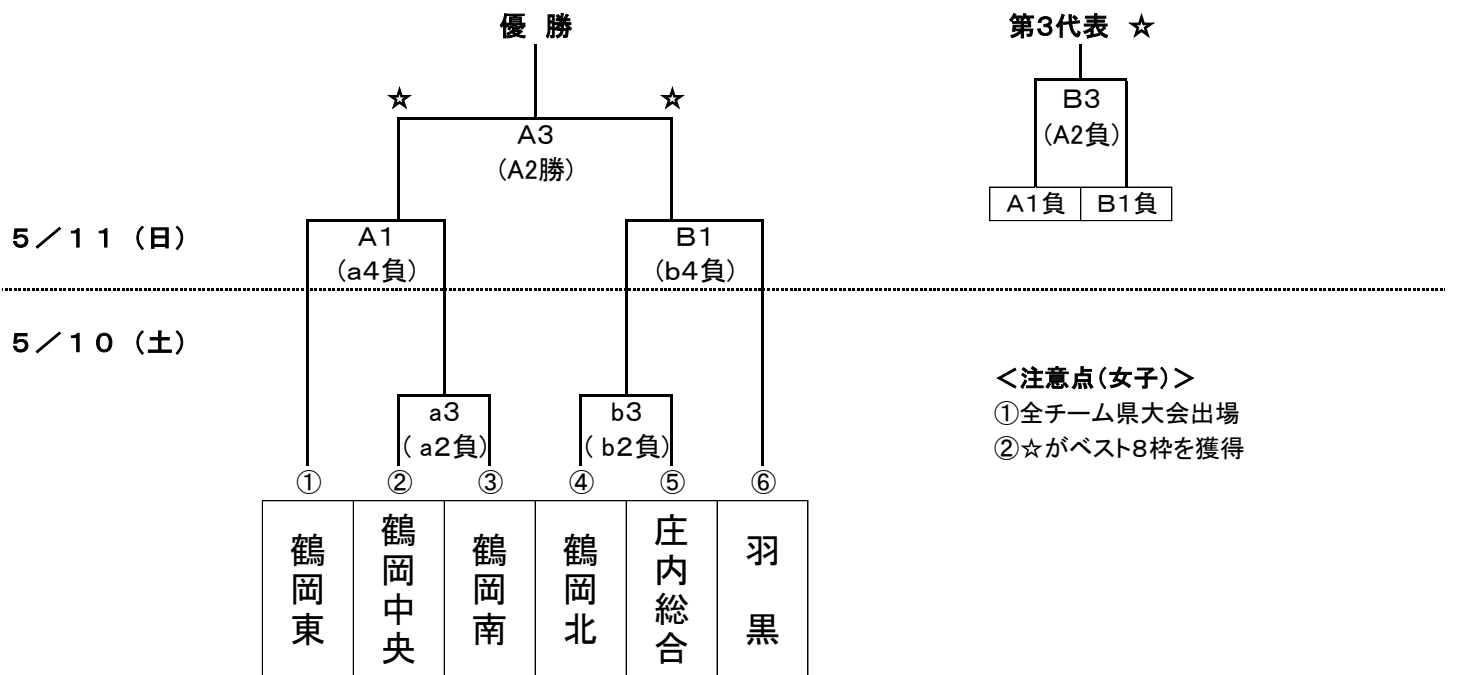 優 勝
第3代表 ☆
☆
☆
A3
(A2勝)
B3
(A2負)
A1負
B1負
5／11（日）
A1
(a4負)
B1
(b4負)
5／10（土）
＜注意点(女子)＞
①全チーム県大会出場
②☆がベスト8枠を獲得
a3
( a2負)
b3
( b2負)
①
②
③
④
⑤
⑥
鶴岡東
鶴岡中央
鶴岡南
鶴岡北
庄内総合
羽黒